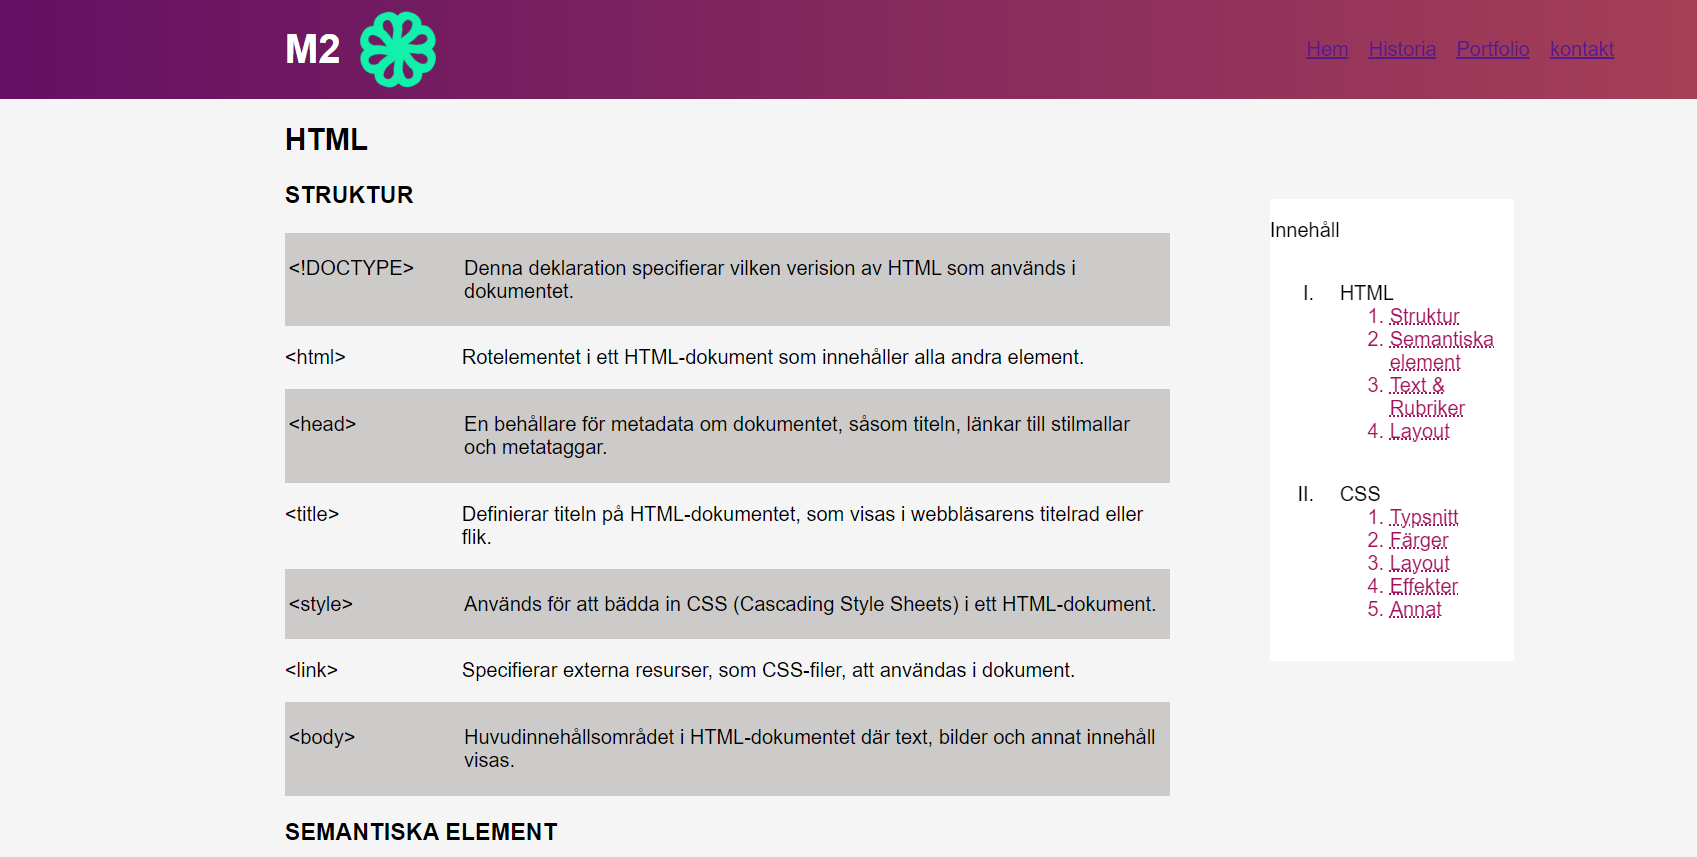 M2
Hem Historia Portfolio kontakt
HTML
STRUKTUR
<!DOCTYPE> Denna deklaration specifierar vilken verision av HTML som används i
dokumentet.
<html> Rotelementet i ett HTML-dokument som innehåller alla andra element.
<head> En behållare för metadata om dokumentet, såsom titeln, länkar till stilmallar
och metataggar.
<title> Definierar titeln på HTML-dokumentet, som visas i webbläsarens titelrad eller
flik.
<style> Används för att bädda in CSS (Cascading Style Sheets) i ett HTML-dokument.
<link> Specifierar externa resurser, som CSS-filer, att användas i dokument.
<body> Huvudinnehållsområdet i HTML-dokumentet där text, bilder och annat innehåll
visas.
SEMANTISKA ELEMENT
Innehåll
I. HTML
1. Struktur
2. Semantiska
element
3. Text &
Rubriker
4. Layout
II. CSS
1. Typsnitt
2. Färger
3. Layout
4. Effekter
5. Annat